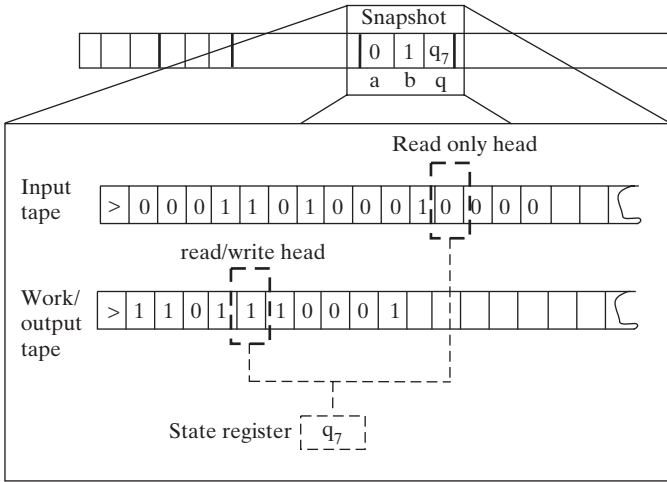 Snapshot
0 1 q7
a b q
Read only head
Input tape
> 0 0 0 1 1 0 1 0 0 0 1 0 0 0 0
read/write head
Work/ output tape
> 1 1 0 1 1 1 0 0 0 1
State register q7